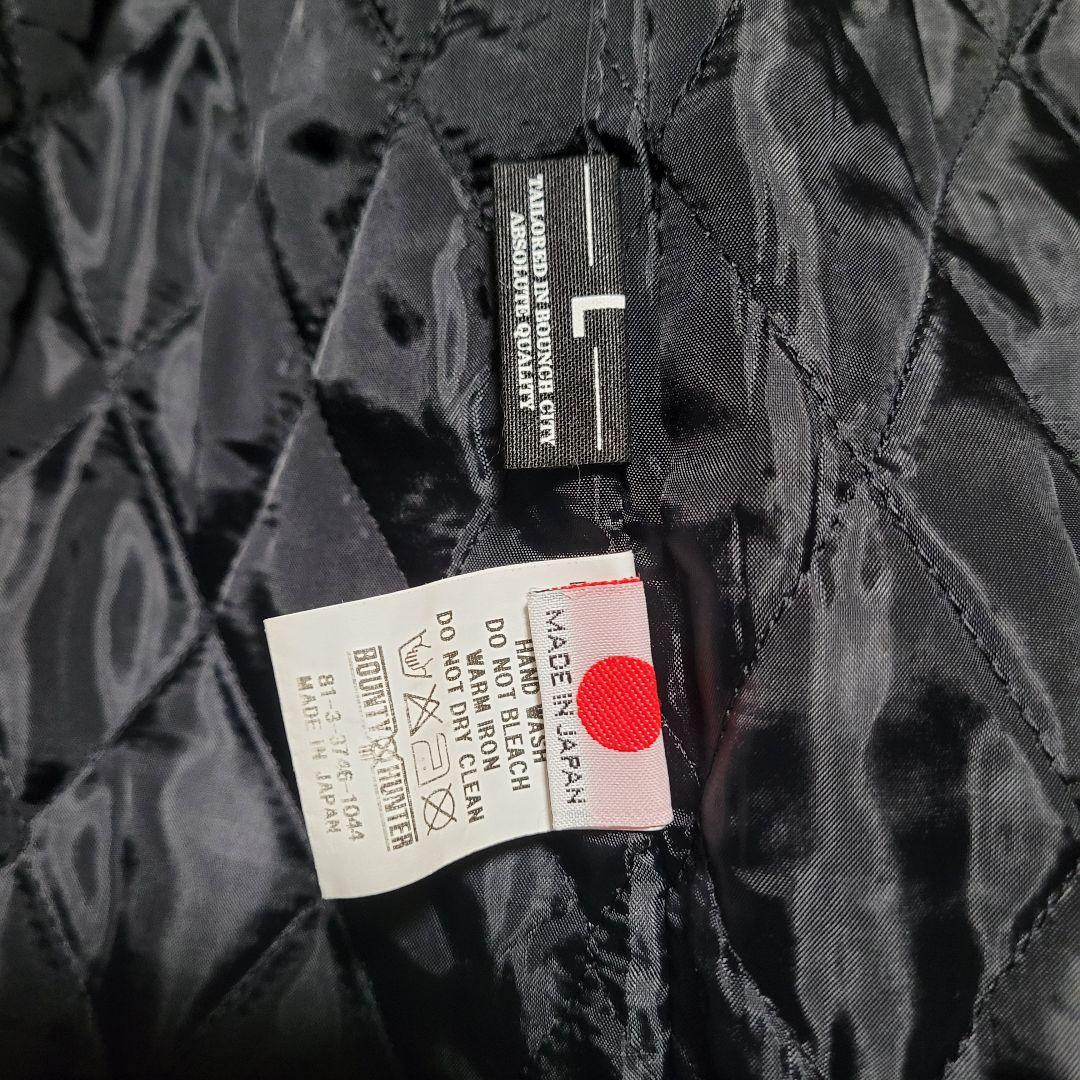 L
TAILORED IN BOUNCH.CITY
ABSOLUTE QUALITY
MADE IN JAPAN
HAND WASH
DO NOT BLEACH
WARM IRON
DO NOT DRY CLEAN
BOUNTY HUNTER
81-3-3746-1044
MADE IN JAPAN